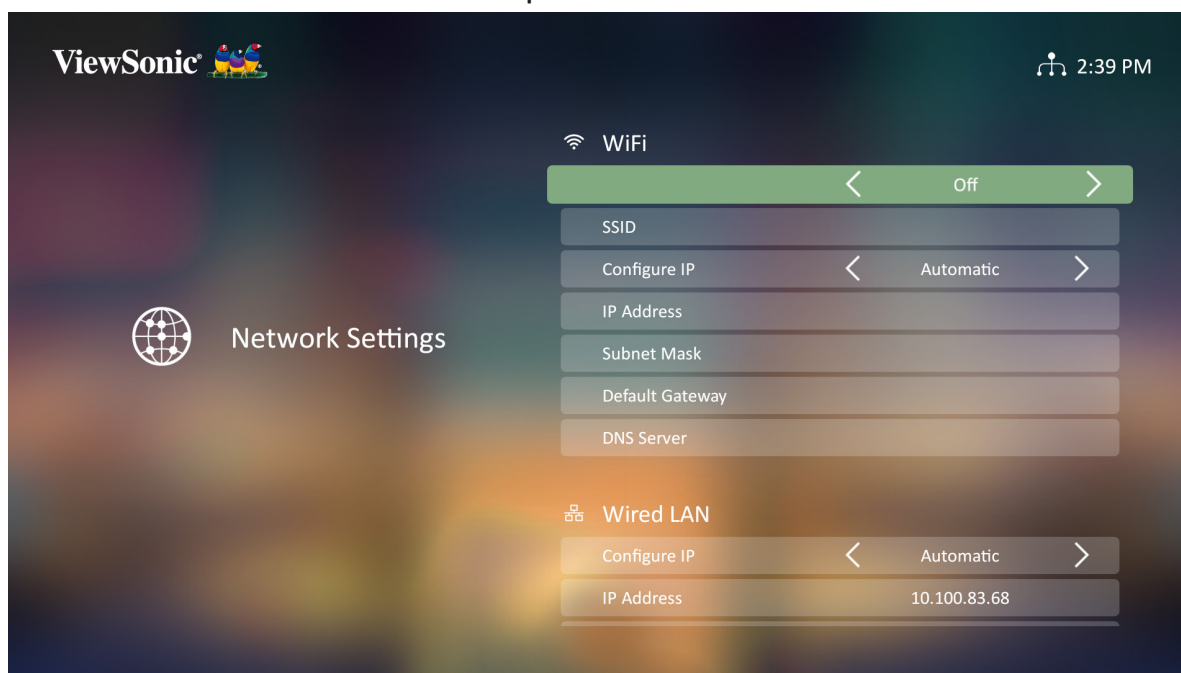 ViewSonic®
2:39 PM
WiFi
Off
SSID
Configure IP Automatic
IP Address
Subnet Mask
Default Gateway
DNS Server
Network Settings
Wired LAN
Configure IP Automatic
IP Address 10.100.83.68